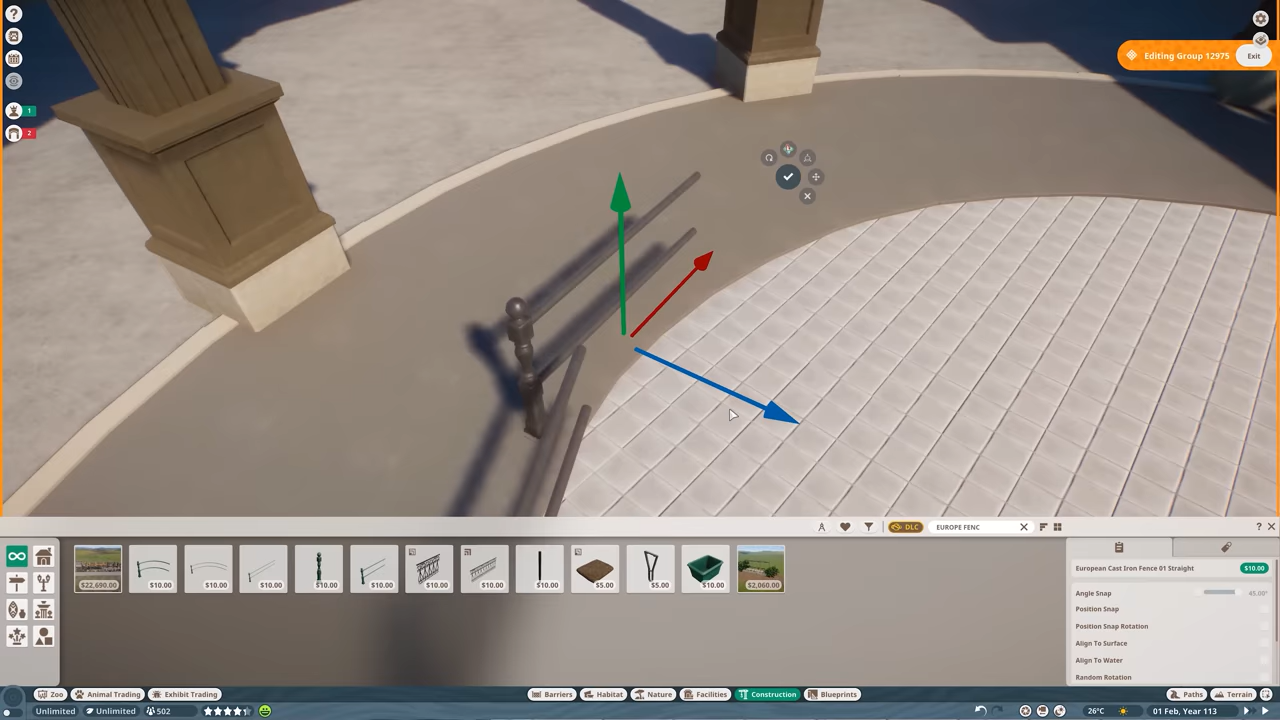 ?
1
2
Editing Group 12975
Exit
DLC
EUROPE FENC
?
$22,690.00
$10.00
$10.00
$10.00
$10.00
$10.00
$10.00
$10.00
$10.00
$5.00
$5.00
$10.00
$2,060.00
European Cast Iron Fence 01 Straight
$10.00
Angle Snap
45.00°
Position Snap
Position Snap Rotation
Align To Surface
Align To Water
Random Rotation
Zoo
Animal Trading
Exhibit Trading
Barriers
Habitat
Nature
Facilities
Construction
Blueprints
Paths
Terrain
Unlimited
Unlimited
502
26°C
01 Feb, Year 113